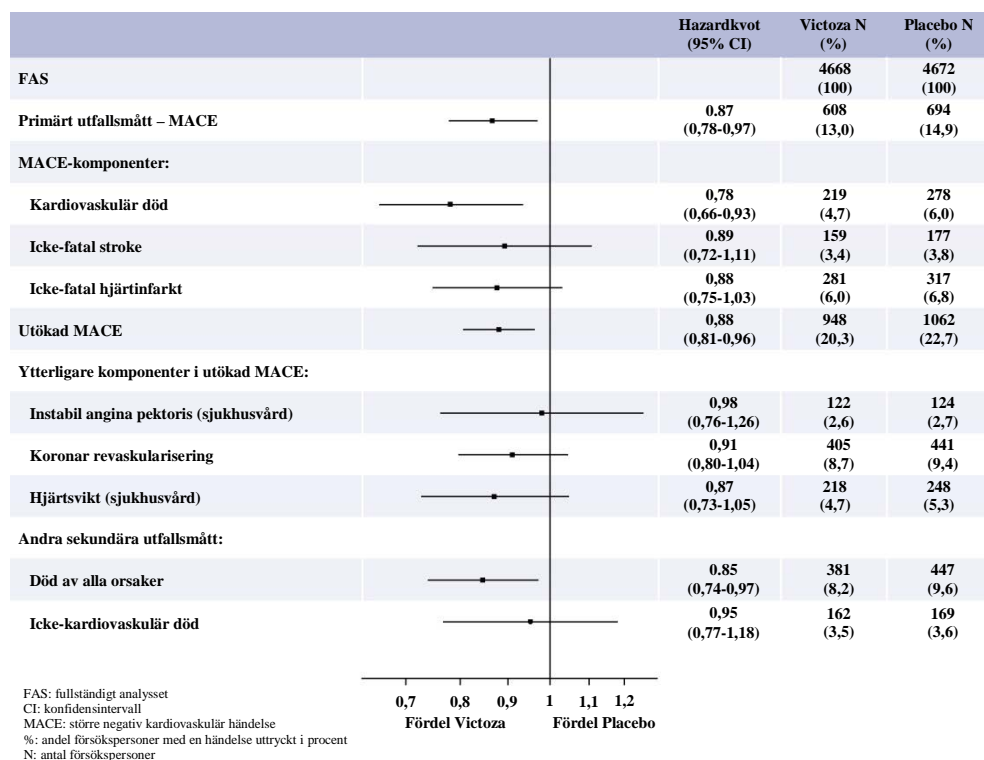 Hazardkvot Victoza N Placebo N
(95% CI) (%) (%)
FAS 4668 4672
(100) (100)
Primärt utfallsmått – MACE 0.87 608 694
(0,78-0,97) (13,0) (14,9)
MACE-komponenter:
Kardiovaskulär död 0,78 219 278
(0,66-0,93) (4,7) (6,0)
Icke-fatal stroke 0.89 159 177
(0,72-1,11) (3,4) (3,8)
Icke-fatal hjärtinfarkt 0,88 281 317
(0,75-1,03) (6,0) (6,8)
Utökad MACE 0,88 948 1062
(0,81-0,96) (20,3) (22,7)
Ytterligare komponenter i utökad MACE:
Instabil angina pektoris (sjukhusvård) 0,98 122 124
(0,76-1,26) (2,6) (2,7)
Koronar revaskularisering 0,91 405 441
(0,80-1,04) (8,7) (9,4)
Hjärtsvikt (sjukhusvård) 0,87 218 248
(0,73-1,05) (4,7) (5,3)
Andra sekundära utfallsmått:
Död av alla orsaker 0.85 381 447
(0,74-0,97) (8,2) (9,6)
Icke-kardiovaskulär död 0,95 162 169
(0,77-1,18) (3,5) (3,6)
0,7 0,8 0,9 1 1,1 1,2
Fördel Victoza Fördel Placebo
FAS: fullständigt analysset
CI: konfidensintervall
MACE: större negativ kardiovaskulär händelse
%: andel försökspersoner med en händelse uttryckt i procent
N: antal försökspersoner